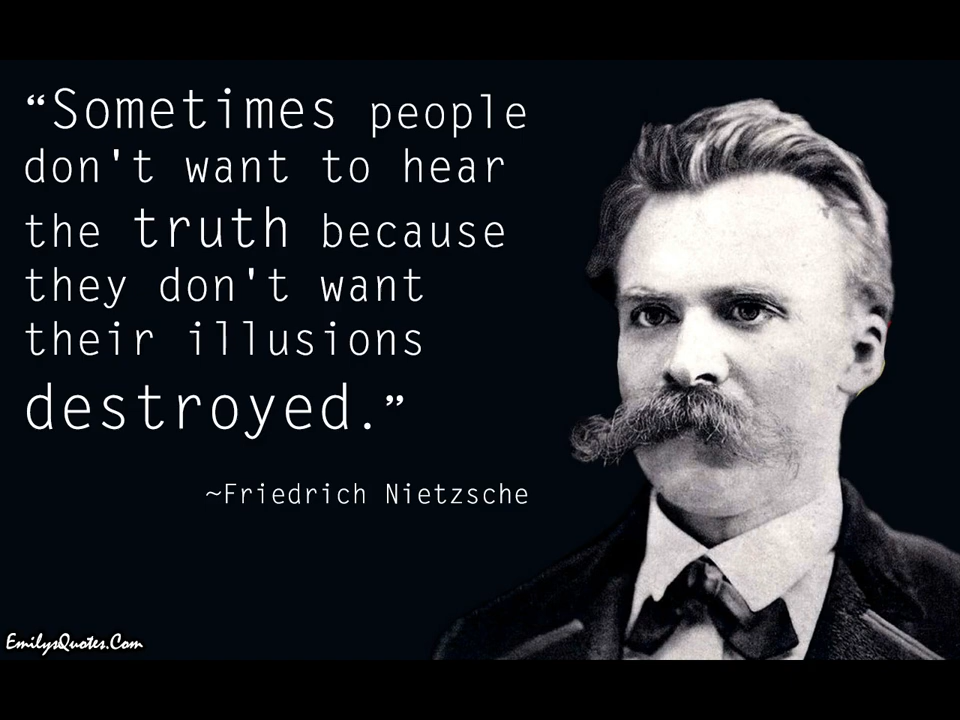 “Sometimes people
don't want to hear
the truth because
they don't want
their illusions
destroyed.”
~Friedrich Nietzsche
EmilysQuotes.Com